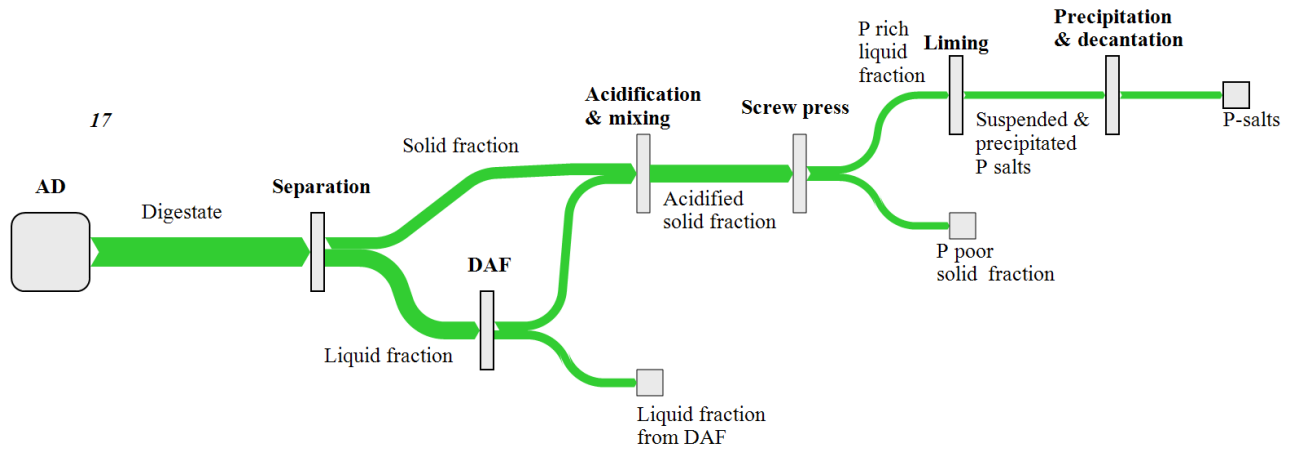 17
AD
Digestate
Separation
Solid fraction
Liquid fraction
DAF
Liquid fraction
from DAF
Acidification
& mixing
Acidified
solid fraction
Screw press
P rich
liquid
fraction
P poor
solid fraction
Liming
Suspended &
precipitated
P salts
Precipitation
& decantation
P-salts